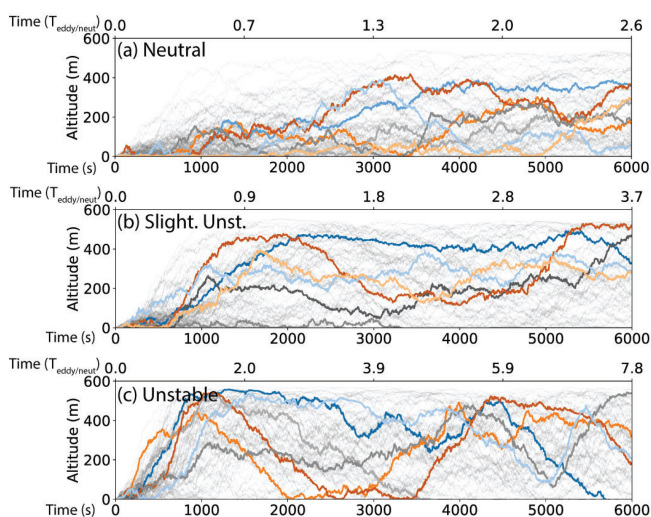 Time (T eddy/neut) 0.0 0.7 1.3 2.0 2.6
(a) Neutral
Altitude (m)
600
400
200
0
Time (s) 1000 2000 3000 4000 5000 6000
Time (T eddy/neut) 0.0 0.9 1.8 2.8 3.7
(b) Slight. Unst.
Altitude (m)
600
400
200
0
Time (s) 0 1000 2000 3000 4000 5000 6000
Time (T eddy/neut) 0.0 2.0 3.9 5.9 7.8
(c) Unstable
Altitude (m)
600
400
200
0
Time (s) 0 1000 2000 3000 4000 5000 6000